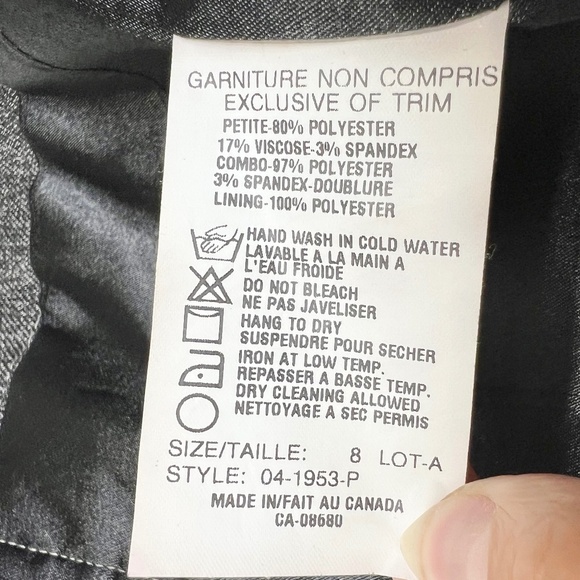 GARNITURE NON COMPRIS
EXCLUSIVE OF TRIM
PETITE-80% POLYESTER
17% VISCOSE-3% SPANDEX
COMBO-97% POLYESTER
3% SPANDEX-DOUBLURE
LINING-100% POLYESTER
HAND WASH IN COLD WATER
LAVABLE A LA MAIN A
L'EAU FROIDE
DO NOT BLEACH
NE PAS JAVELISER
HANG TO DRY
SUSPENDRE POUR SECHER
IRON AT LOW TEMP.
REPASSER A BASSE TEMP.
DRY CLEANING ALLOWED
NETTOYAGE A SEC PERMIS
SIZE/TAILLE: 8 LOT-A
STYLE: 04-1953-P
MADE IN/FAIT AU CANADA
CA-08680